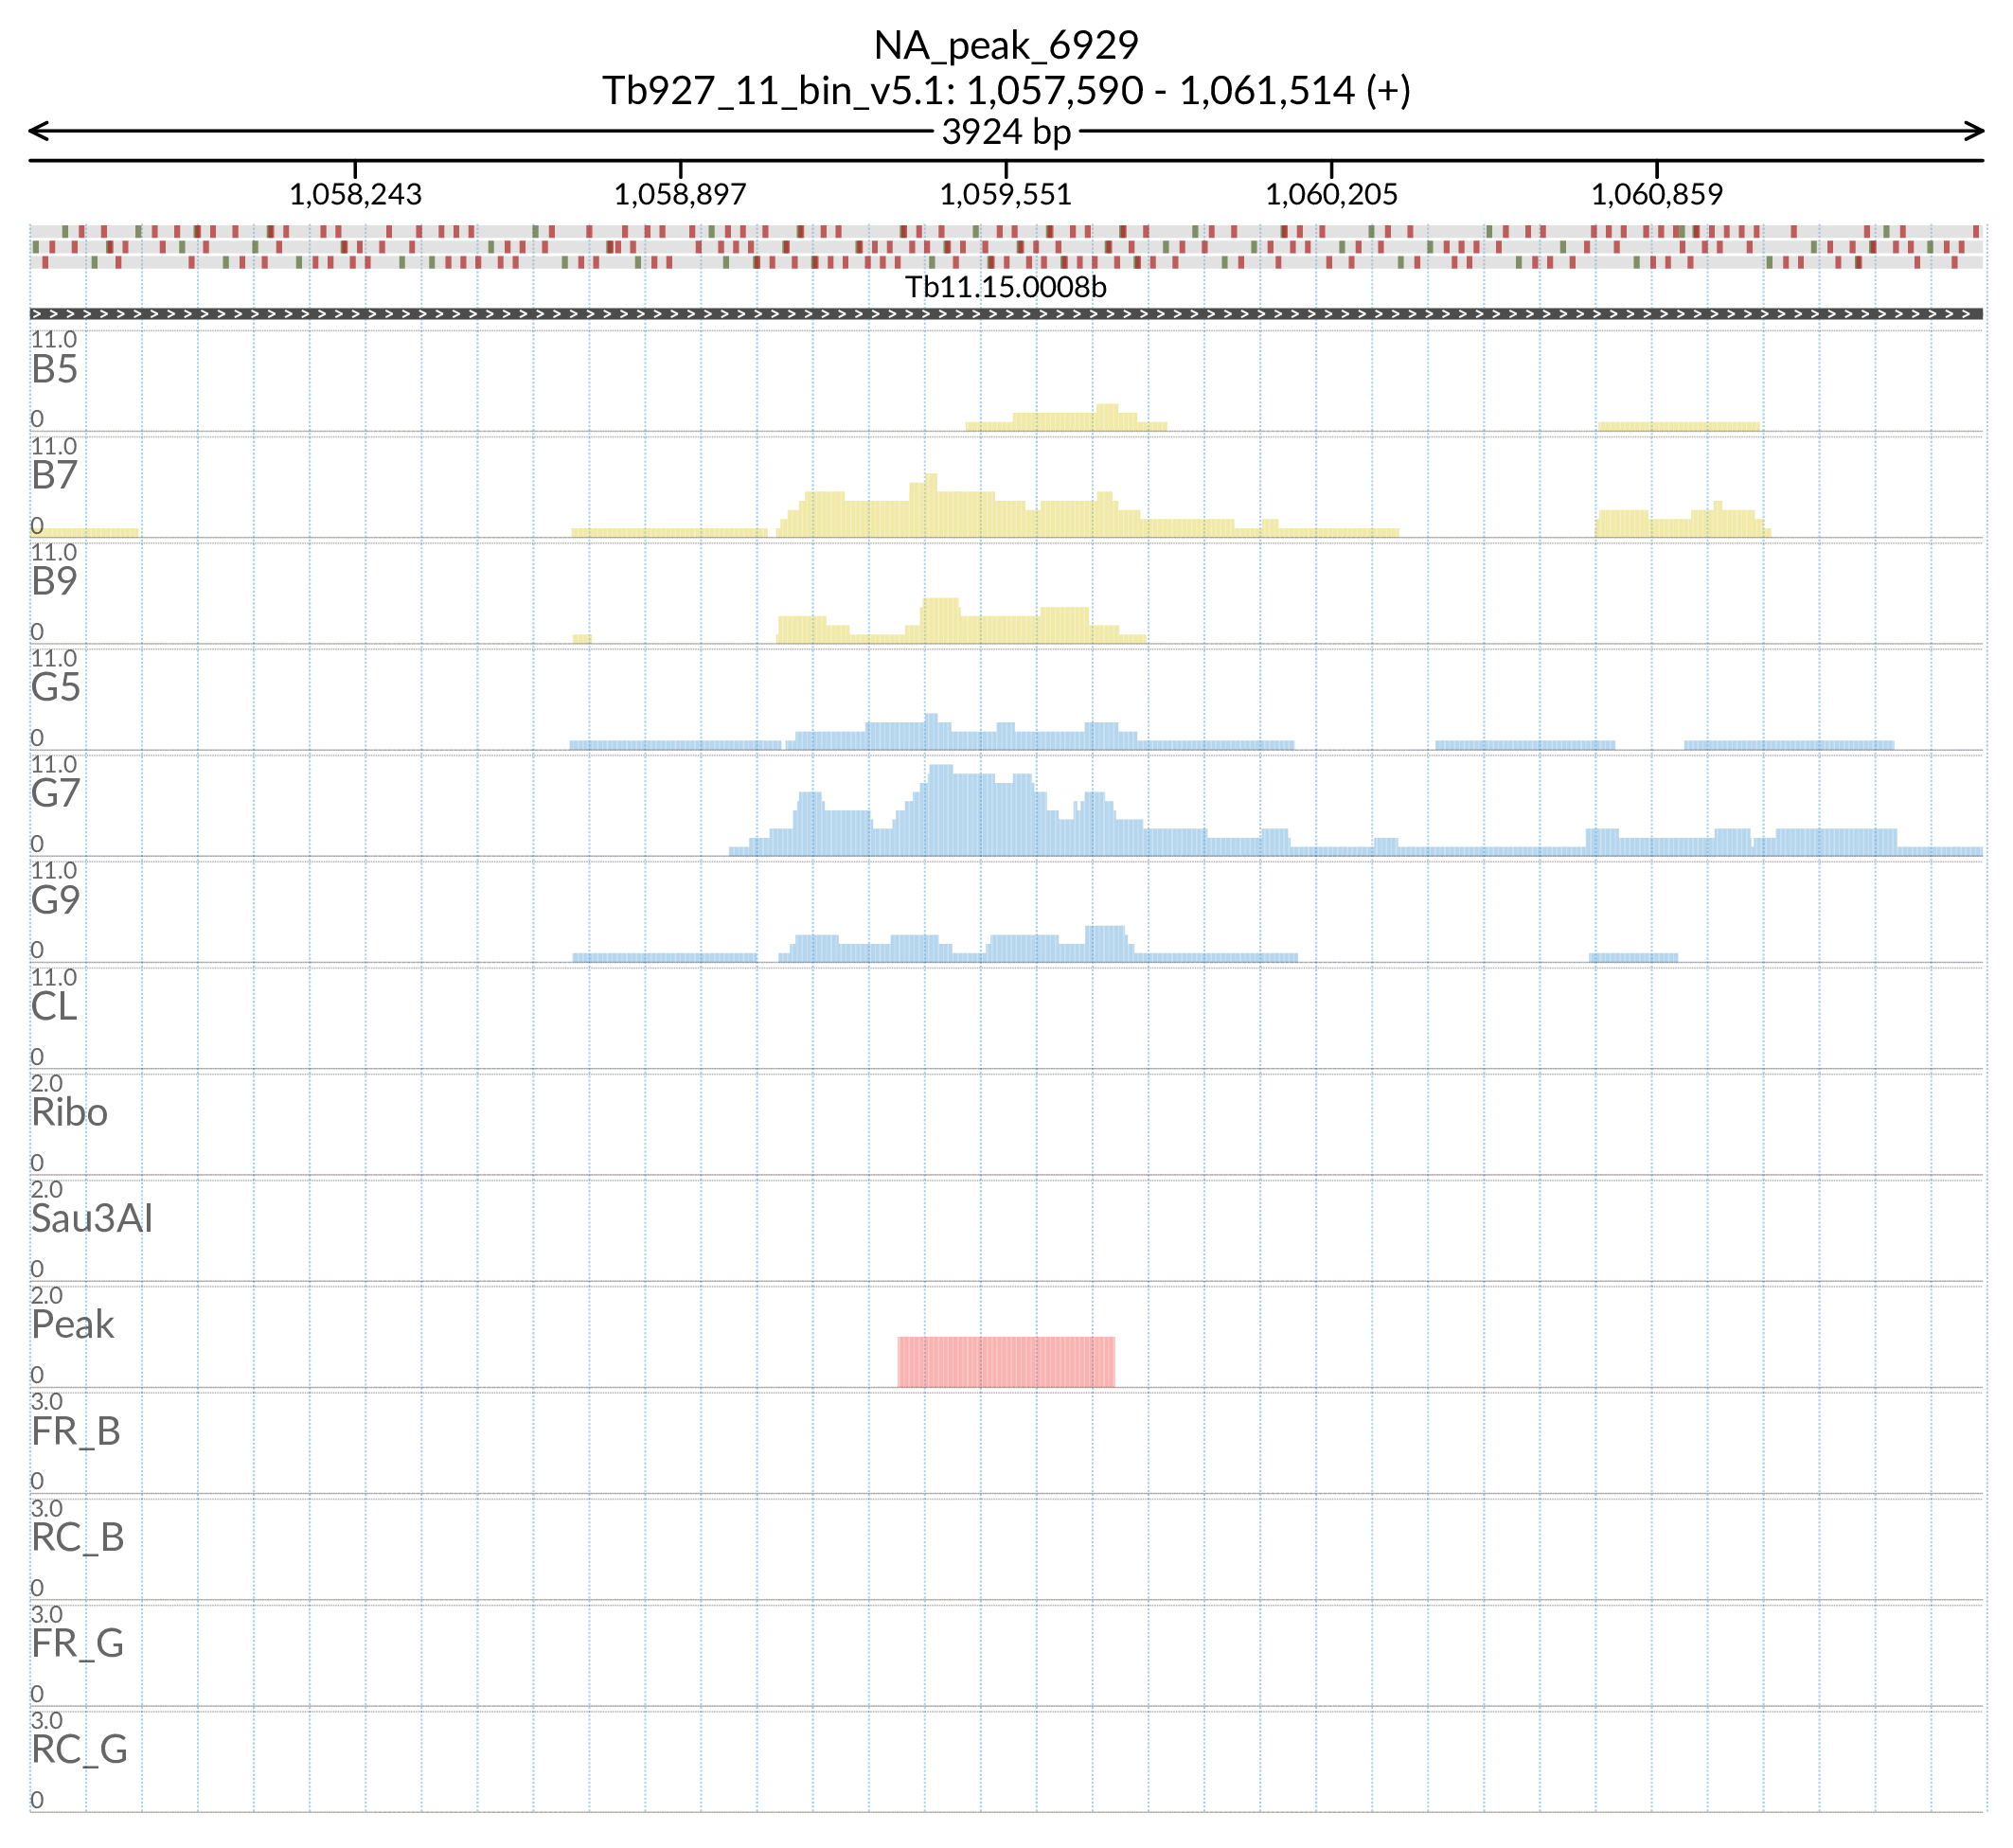 NA_peak_6929
Tb927_11_bin_v5.1: 1,057,590 - 1,061,514 (+)
3924 bp
1,058,243 1,058,897 1,059,551 1,060,205 1,060,859
Tb11.15.0008b
11.0
B5
0
11.0
B7
0
11.0
B9
0
11.0
G5
0
11.0
G7
0
11.0
G9
0
11.0
CL
0
2.0
Ribo
0
2.0
Sau3AI
0
2.0
Peak
0
3.0
FR_B
0
3.0
RC_B
0
3.0
FR_G
0
3.0
RC_G
0